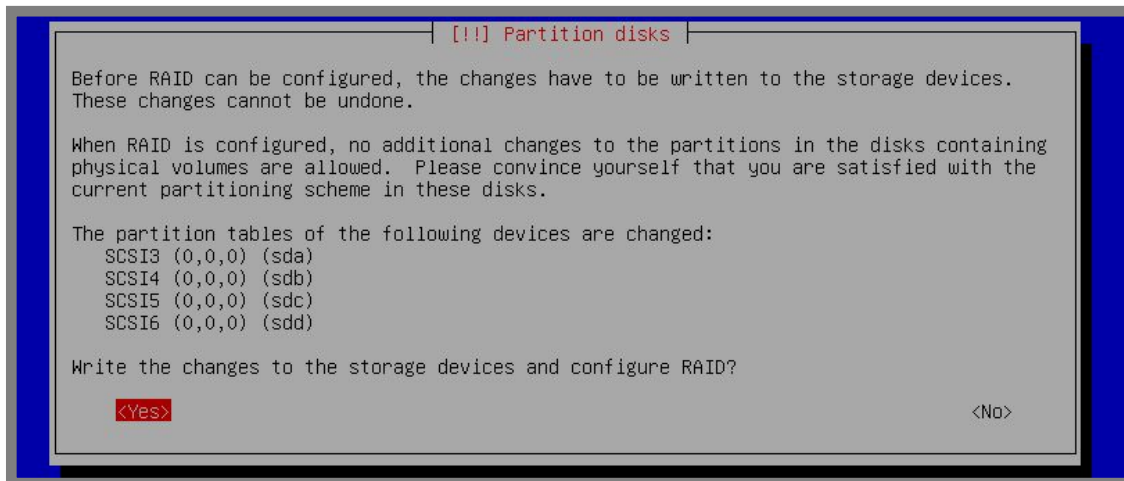 [!!] Partition disks
Before RAID can be configured, the changes have to be written to the storage devices.
These changes cannot be undone.
When RAID is configured, no additional changes to the partitions in the disks containing
physical volumes are allowed.  Please convince yourself that you are satisfied with the
current partitioning scheme in these disks.
The partition tables of the following devices are changed:
SCSI3 (0,0,0) (sda)
SCSI4 (0,0,0) (sdb)
SCSI5 (0,0,0) (sdc)
SCSI6 (0,0,0) (sdd)
Write the changes to the storage devices and configure RAID?
<Yes> <No>